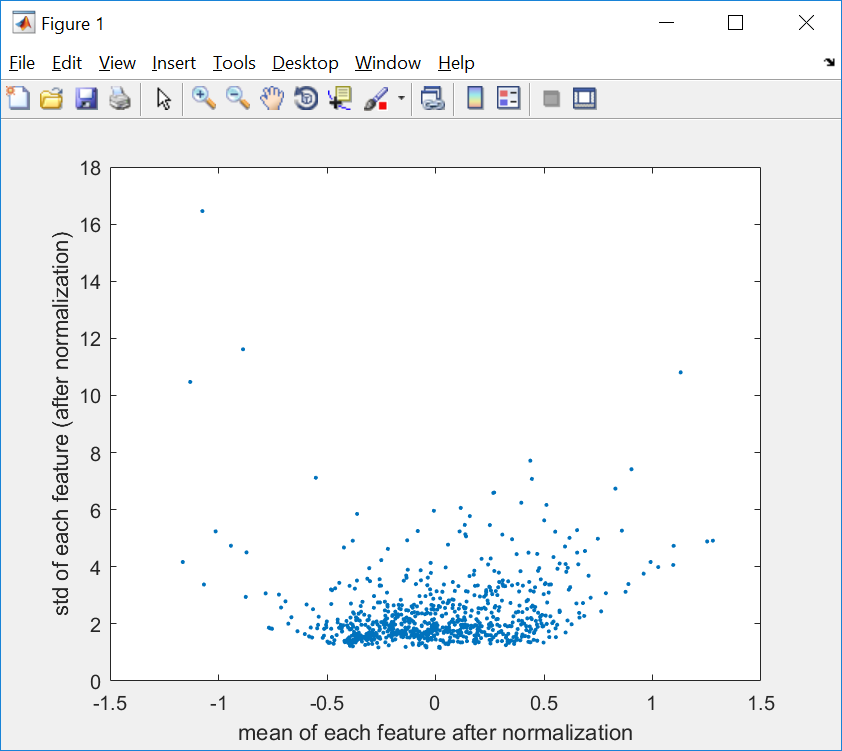 Figure 1
File Edit View Insert Tools Desktop Window Help
18
16
14
12
10
8
6
4
2
0
std of each feature (after normalization)
-1.5 -1 -0.5 0 0.5 1 1.5
mean of each feature after normalization